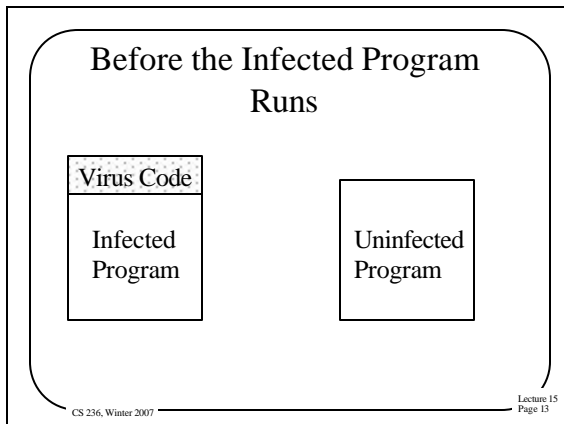 Before the Infected Program
Runs
Virus Code
Infected
Program
Uninfected
Program
CS 236, Winter 2007
Lecture 15
Page 13